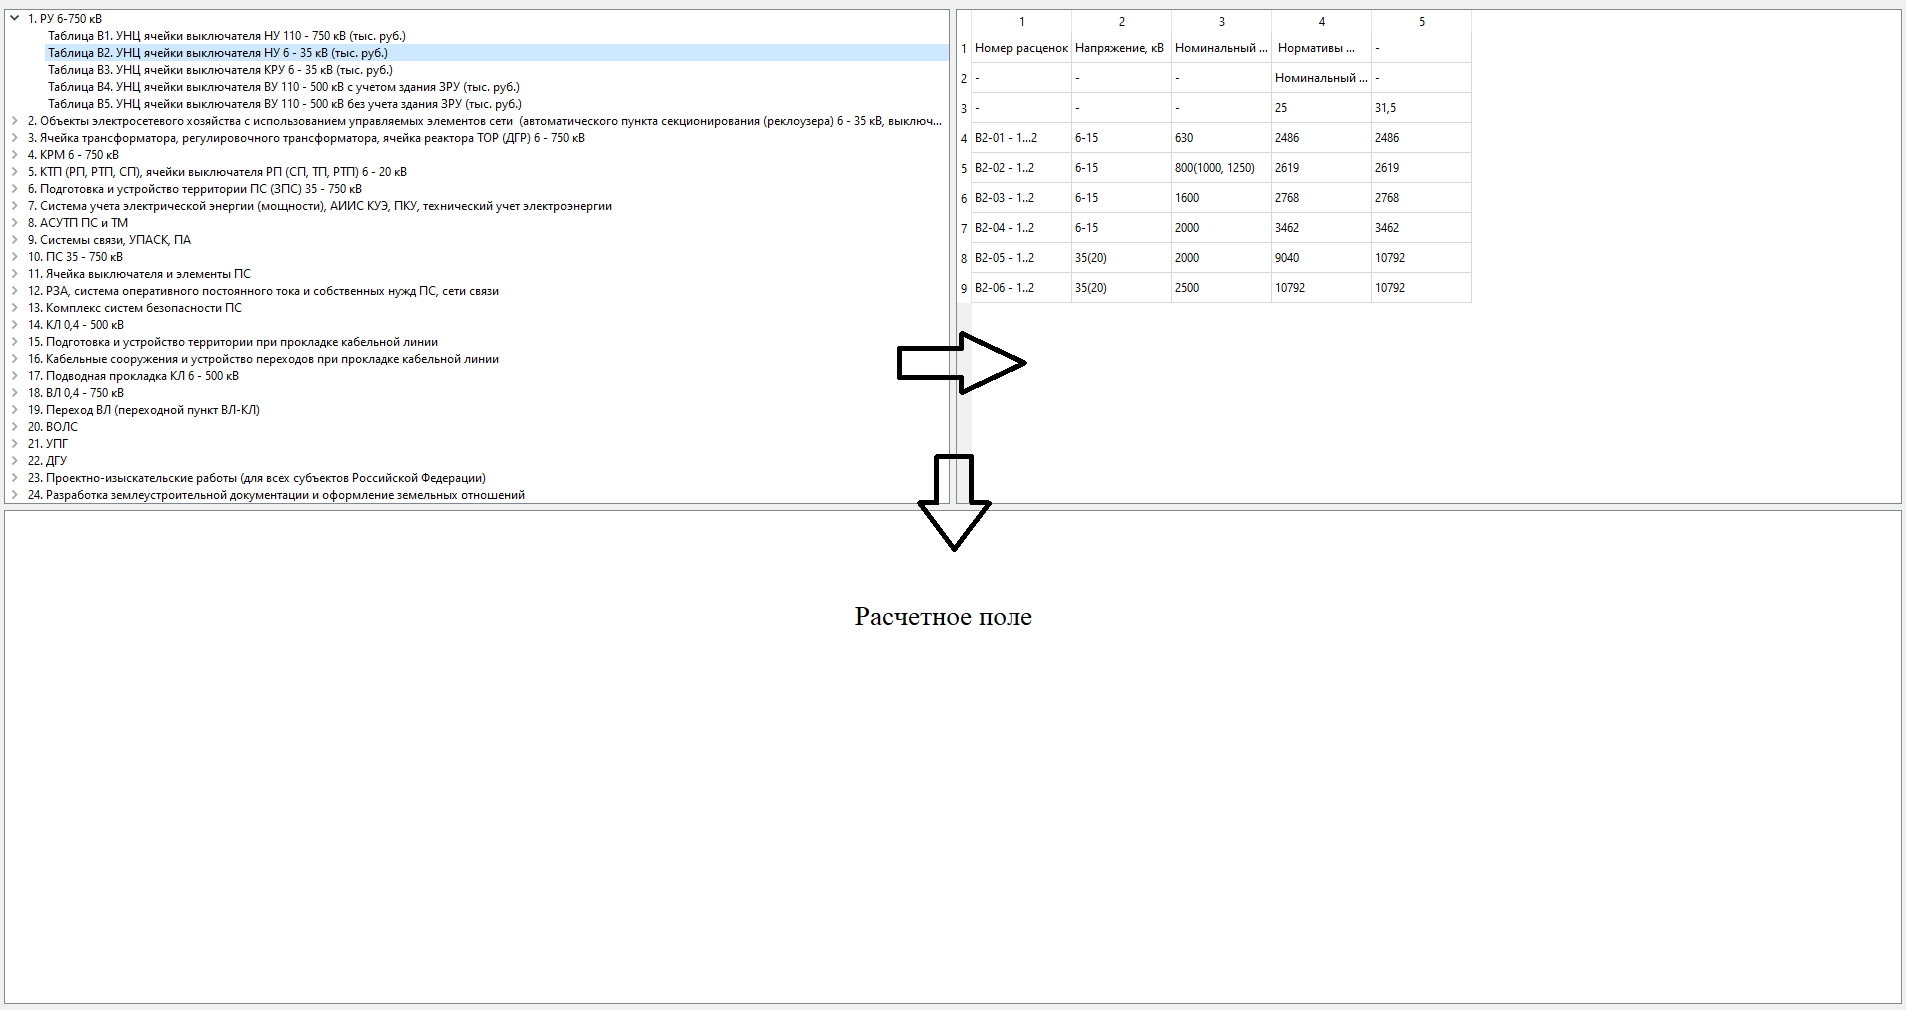 1. РУ 6-750 кВ
Таблица В1. УНЦ ячейки выключателя НУ 110 - 750 кВ (тыс. руб.)
Таблица В2. УНЦ ячейки выключателя НУ 6 - 35 кВ (тыс. руб.)
Таблица В3. УНЦ ячейки выключателя КРУ 6 - 35 кВ (тыс. руб.)
Таблица В4. УНЦ ячейки выключателя ВУ 110 - 500 кВ с учетом здания ЗРУ (тыс. руб.)
Таблица В5. УНЦ ячейки выключателя ВУ 110 - 500 кВ без учета здания ЗРУ (тыс. руб.)
2. Объекты электросетевого хозяйства с использованием управляемых элементов сети (автоматического пункта секционирования (реклоузера) 6 - 35 кВ, выключ...
3. Ячейка трансформатора, регулировочного трансформатора, ячейка реактора ТОР (ДГР) 6 - 750 кВ
4. КРМ 6 - 750 кВ
5. КТП (РП, РТП, СП), ячейки выключателя РП (СП, ТП, РТП) 6 - 20 кВ
6. Подготовка и устройство территории ПС (ЗПС) 35 - 750 кВ
7. Система учета электрической энергии (мощности), АИИС КУЭ, ПКУ, технический учет электроэнергии
8. АСУТП ПС и ТМ
9. Системы связи, УПАСК, ПА
10. ПС 35 - 750 кВ
11. Ячейка выключателя и элементы ПС
12. РЗА, система оперативного постоянного тока и собственных нужд ПС, сети связи
13. Комплекс систем безопасности ПС
14. КЛ 0,4 - 500 кВ
15. Подготовка и устройство территории при прокладке кабельной линии
16. Кабельные сооружения и устройство переходов при прокладке кабельной линии
17. Подводная прокладка КЛ 6 - 500 кВ
18. ВЛ 0,4 - 750 кВ
19. Переход ВЛ (переходной пункт ВЛ-КЛ)
20. ВОЛС
21. УПГ
22. ДГУ
23. Проектно-изыскательские работы (для всех субъектов Российской Федерации)
24. Разработка землеустроительной документации и оформление земельных отношений
1 2 3 4 5
1 Номер расценок Напряжение, кВ Номинальный ... Нормативы ... -
2 - - - Номинальный ... -
3 - - - 25 31,5
4 В2-01 - 1...2 6-15 630 2486 2486
5 В2-02 - 1..2 6-15 800(1000, 1250) 2619 2619
6 В2-03 - 1..2 6-15 1600 2768 2768
7 В2-04 - 1..2 6-15 2000 3462 3462
8 В2-05 - 1..2 35(20) 2000 9040 10792
9 В2-06 - 1..2 35(20) 2500 10792 10792
Расчетное поле